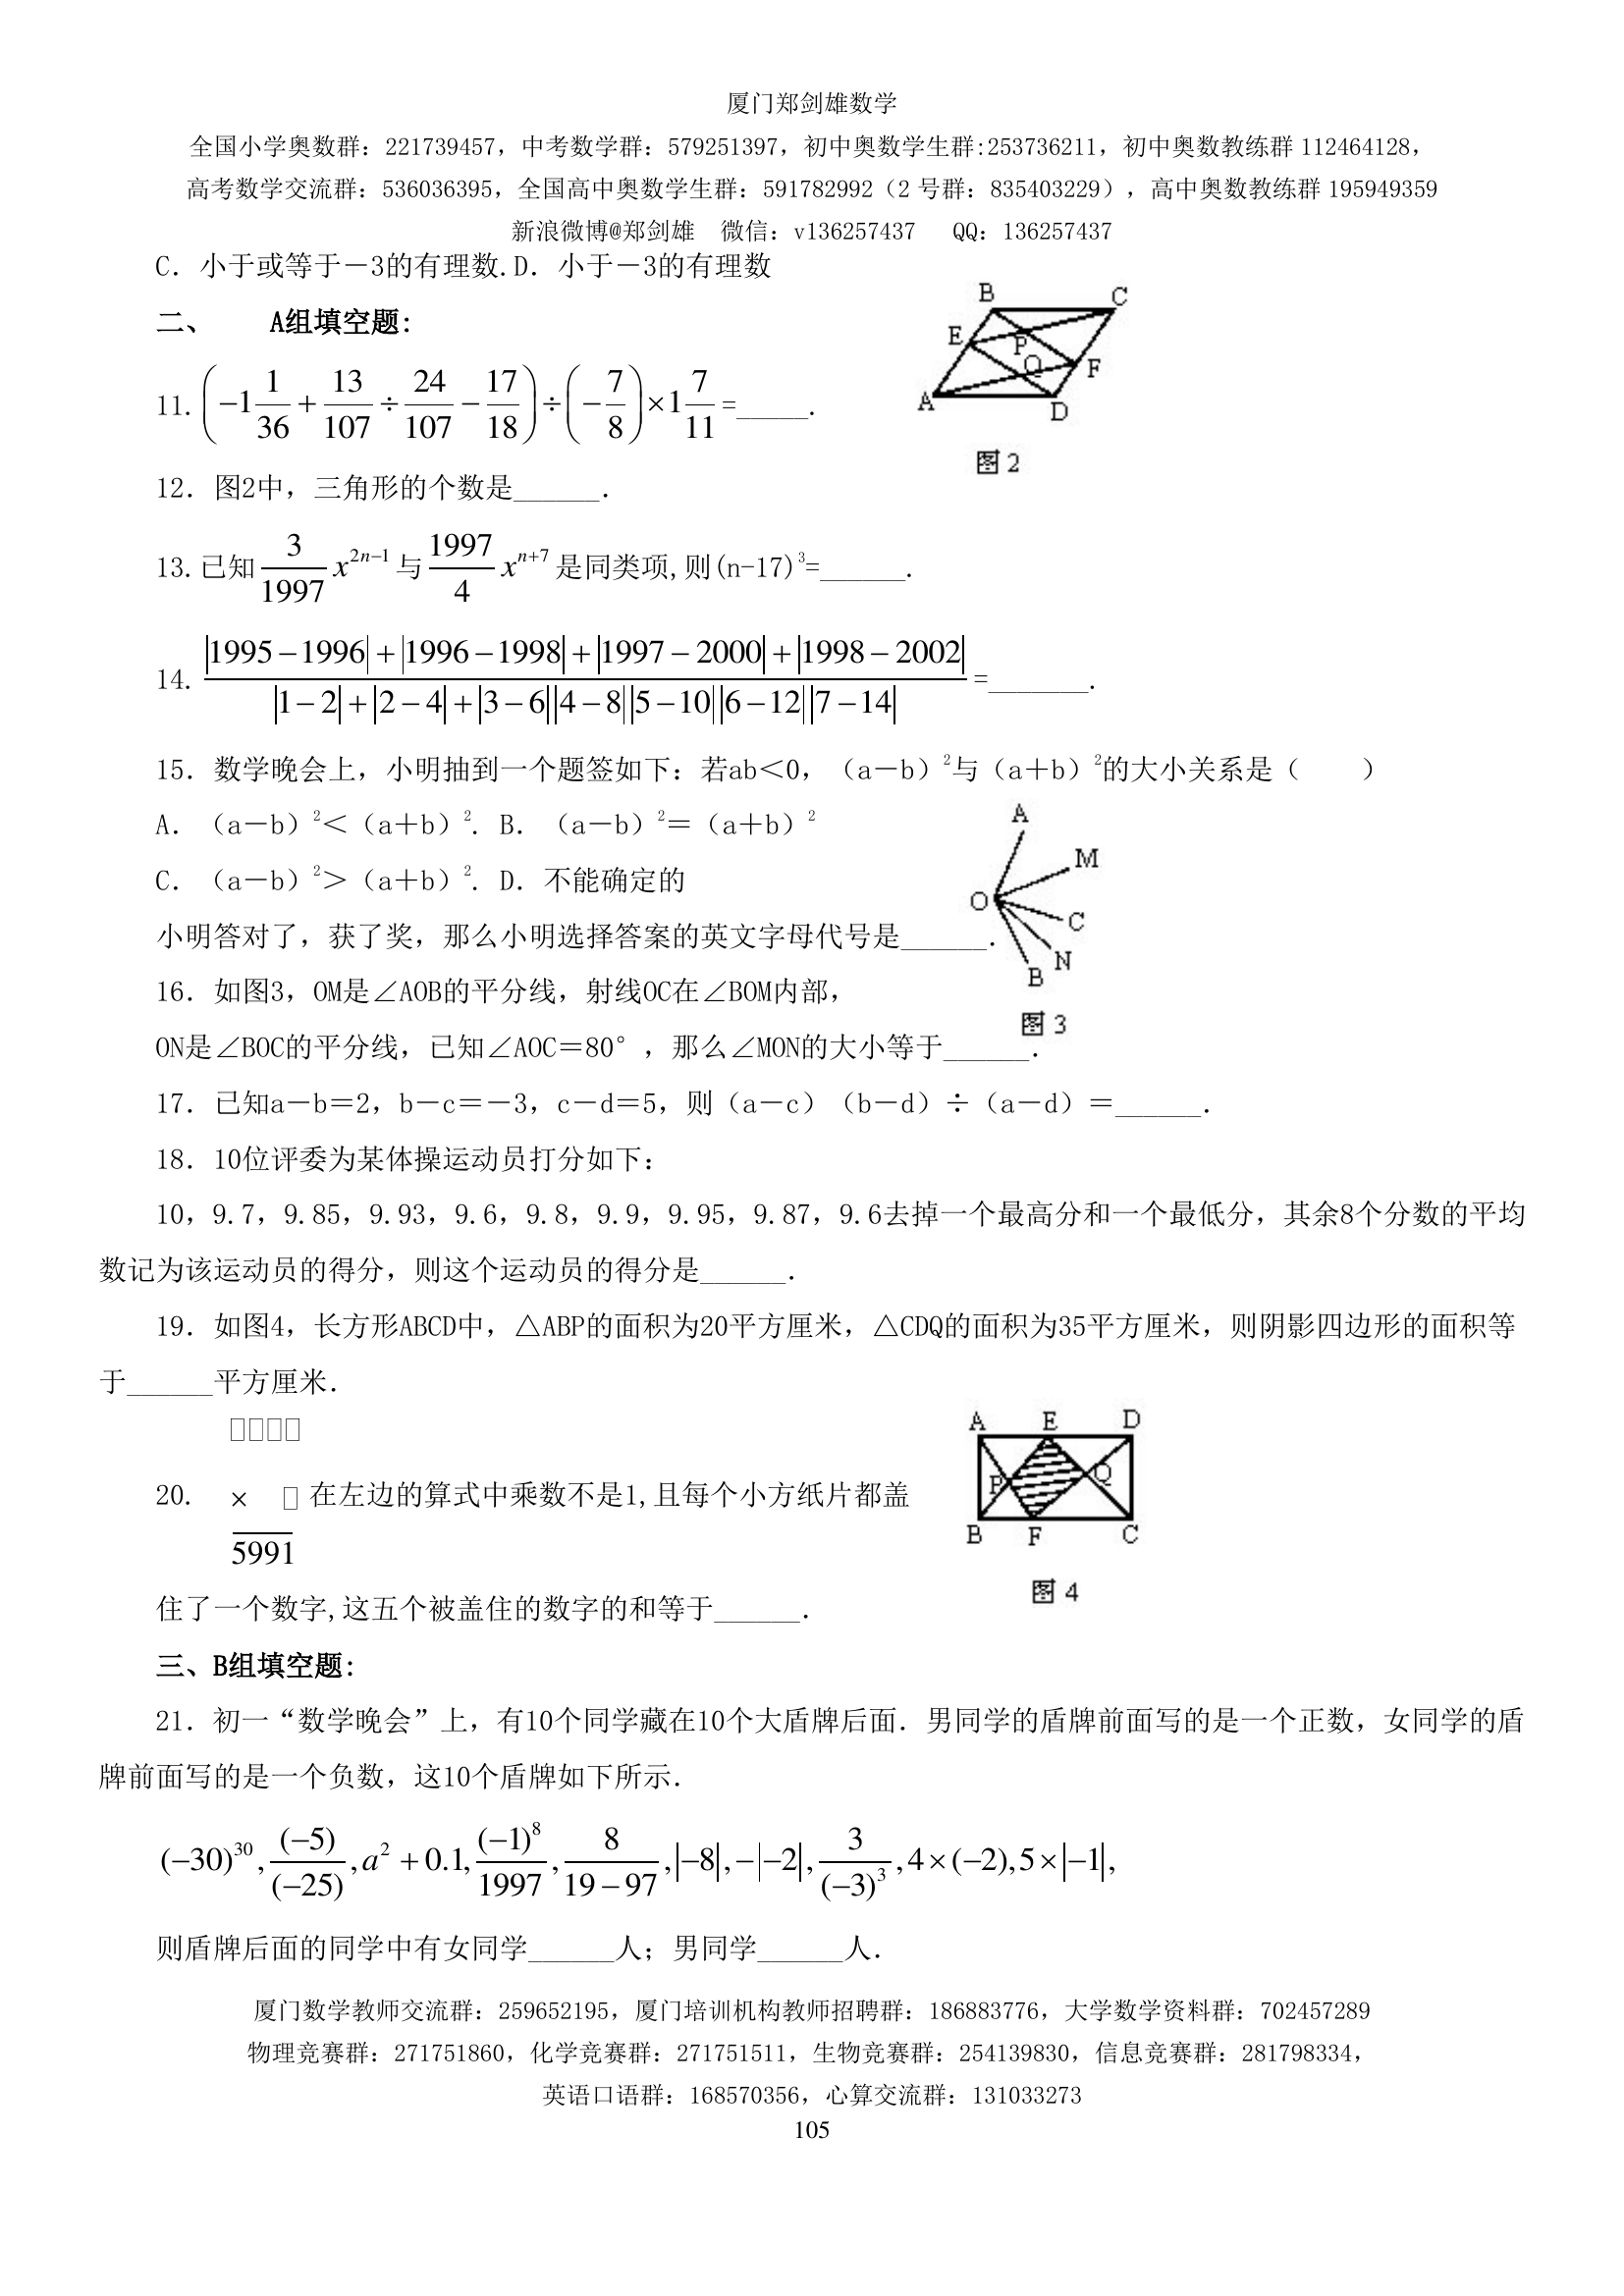 厦门郑剑雄数学
全国小学奥数群：221739457，中考数学群：579251397，初中奥数学生群:253736211，初中奥数教练群 112464128，
高考数学交流群：536036395，全国高中奥数学生群：591782992（2 号群：835403229），高中奥数教练群 195949359
新浪微博@郑剑雄 微信：v136257437 QQ：136257437
C．小于或等于－3的有理数.D．小于－3的有理数
二、 A组填空题:
B C E P Q F A D
图 2
11. (−1 1/36 + 13/107 ÷ 24/107 − 17/18) ÷ (−7/8) × 1 7/11 =_____.
12．图2中，三角形的个数是______．
13.已知 3/1997 x^{2n−1} 与 1997/4 x^{n+7} 是同类项,则(n-17)³=______.
14. (|1995−1996|+|1996−1998|+|1997−2000|+|1998−2002|)/(|1−2|+|2−4|+|3−6||4−8||5−10||6−12||7−14|) =_______.
15．数学晚会上，小明抽到一个题签如下：若ab＜0，（a－b）²与（a＋b）²的大小关系是（ ）
A．（a－b）²＜（a＋b）². B．（a－b）²＝（a＋b）²
C．（a－b）²＞（a＋b）². D．不能确定的
小明答对了，获了奖，那么小明选择答案的英文字母代号是______．
A M O C N B
图 3
16．如图3，OM是∠AOB的平分线，射线OC在∠BOM内部，
ON是∠BOC的平分线，已知∠AOC＝80°，那么∠MON的大小等于______．
17．已知a－b＝2，b－c＝－3，c－d＝5，则（a－c）（b－d）÷（a－d）＝______．
18．10位评委为某体操运动员打分如下：
10，9.7，9.85，9.93，9.6，9.8，9.9，9.95，9.87，9.6去掉一个最高分和一个最低分，其余8个分数的平均
数记为该运动员的得分，则这个运动员的得分是______．
19．如图4，长方形ABCD中，△ABP的面积为20平方厘米，△CDQ的面积为35平方厘米，则阴影四边形的面积等
于______平方厘米．
□□□□
20. × □ 在左边的算式中乘数不是1,且每个小方纸片都盖
5991
A E D P Q B F C
图 4
住了一个数字,这五个被盖住的数字的和等于______．
三、B组填空题:
21．初一“数学晚会”上，有10个同学藏在10个大盾牌后面．男同学的盾牌前面写的是一个正数，女同学的盾
牌前面写的是一个负数，这10个盾牌如下所示．
(−30)^{30}, (−5)/(−25), a² + 0.1, (−1)^8/1997, 8/(19−97), |−8|, −|−2|, 3/(−3)³, 4×(−2), 5×|−1|,
则盾牌后面的同学中有女同学______人；男同学______人．
厦门数学教师交流群：259652195，厦门培训机构教师招聘群：186883776，大学数学资料群：702457289
物理竞赛群：271751860，化学竞赛群：271751511，生物竞赛群：254139830，信息竞赛群：281798334，
英语口语群：168570356，心算交流群：131033273
105